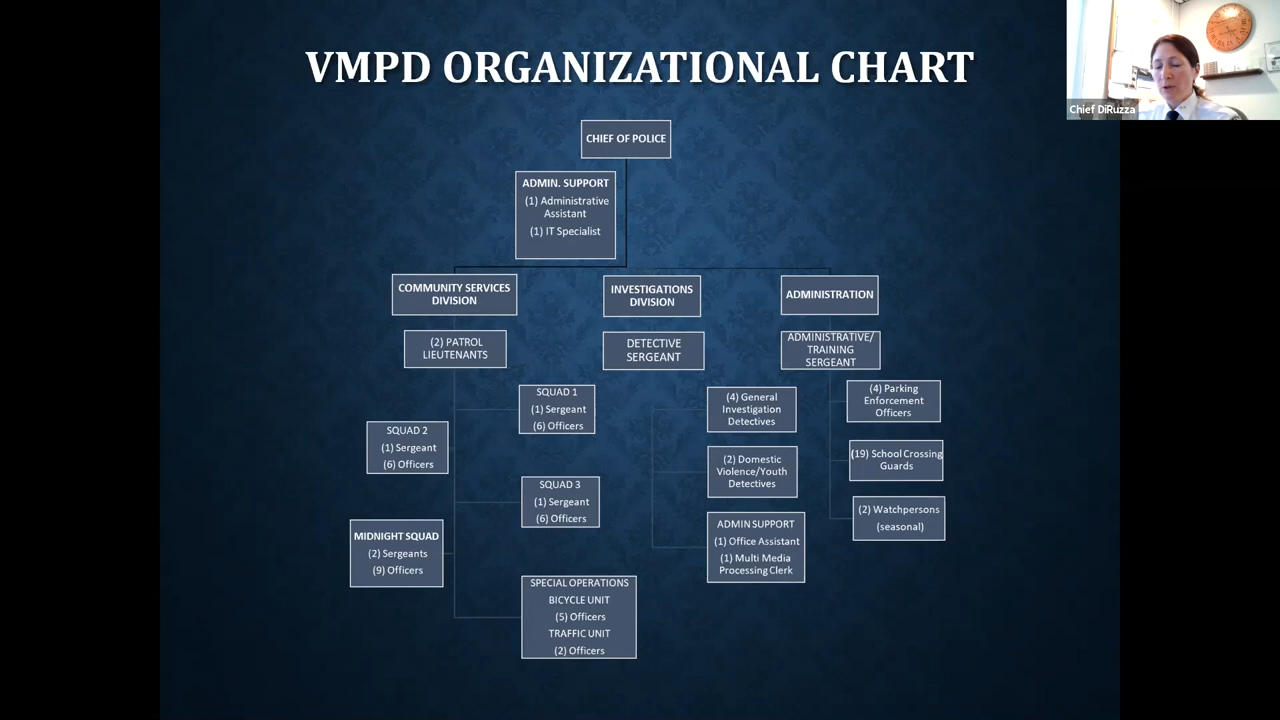 VMPD ORGANIZATIONAL CHART
Chief DiRuzza
CHIEF OF POLICE
ADMIN. SUPPORT
(1) Administrative
Assistant
(1) IT Specialist
COMMUNITY SERVICES
DIVISION
INVESTIGATIONS
DIVISION
ADMINISTRATION
(2) PATROL
LIEUTENANTS
DETECTIVE
SERGEANT
ADMINISTRATIVE/
TRAINING
SERGEANT
SQUAD 1
(1) Sergeant
(6) Officers
SQUAD 2
(1) Sergeant
(6) Officers
SQUAD 3
(1) Sergeant
(6) Officers
MIDNIGHT SQUAD
(2) Sergeants
(9) Officers
SPECIAL OPERATIONS
BICYCLE UNIT
(5) Officers
TRAFFIC UNIT
(2) Officers
(4) General
Investigation
Detectives
(2) Domestic
Violence/Youth
Detectives
ADMIN SUPPORT
(1) Office Assistant
(1) Multi Media
Processing Clerk
(4) Parking
Enforcement
Officers
(19) School Crossing
Guards
(2) Watchpersons
(seasonal)